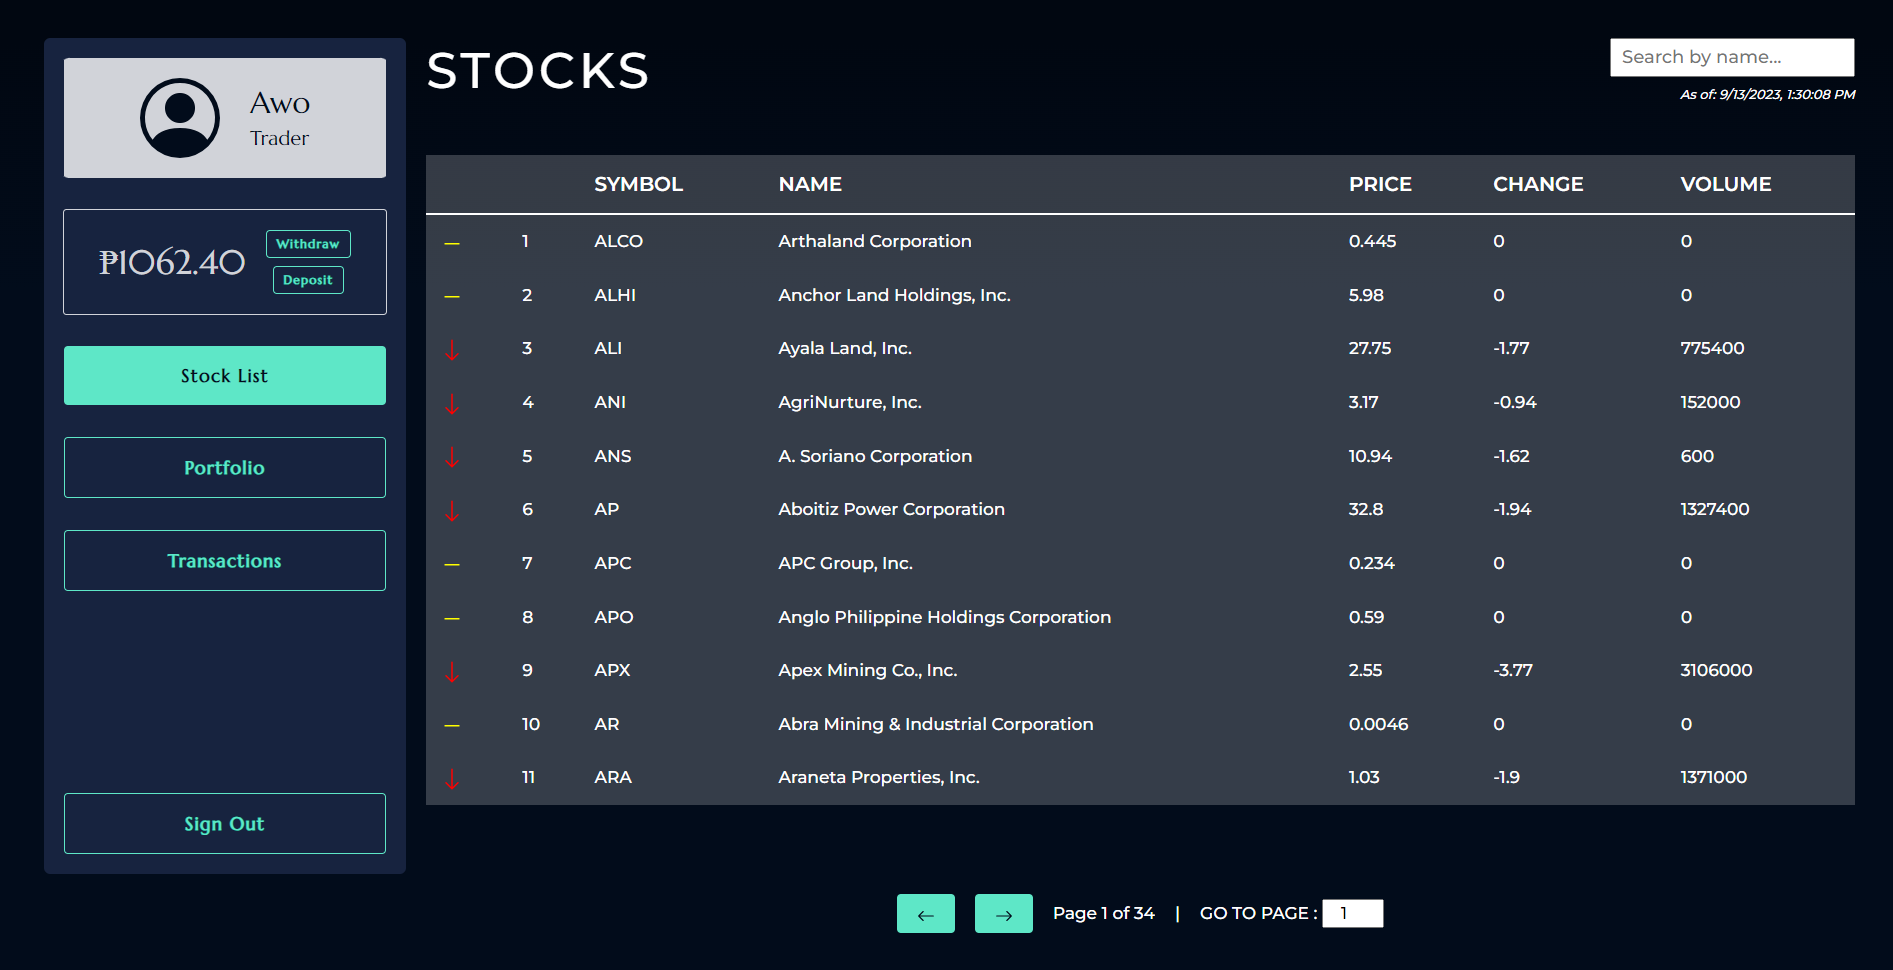 Awo
Trader
₱1062.40
Withdraw
Deposit
Stock List
Portfolio
Transactions
Sign Out
STOCKS
Search by name...
As of: 9/13/2023, 1:30:08 PM
SYMBOL NAME PRICE CHANGE VOLUME
1 ALCO Arthaland Corporation 0.445 0 0
2 ALHI Anchor Land Holdings, Inc. 5.98 0 0
3 ALI Ayala Land, Inc. 27.75 -1.77 775400
4 ANI AgriNurture, Inc. 3.17 -0.94 152000
5 ANS A. Soriano Corporation 10.94 -1.62 600
6 AP Aboitiz Power Corporation 32.8 -1.94 1327400
7 APC APC Group, Inc. 0.234 0 0
8 APO Anglo Philippine Holdings Corporation 0.59 0 0
9 APX Apex Mining Co., Inc. 2.55 -3.77 3106000
10 AR Abra Mining & Industrial Corporation 0.0046 0 0
11 ARA Araneta Properties, Inc. 1.03 -1.9 1371000
← → Page 1 of 34 | GO TO PAGE : 1